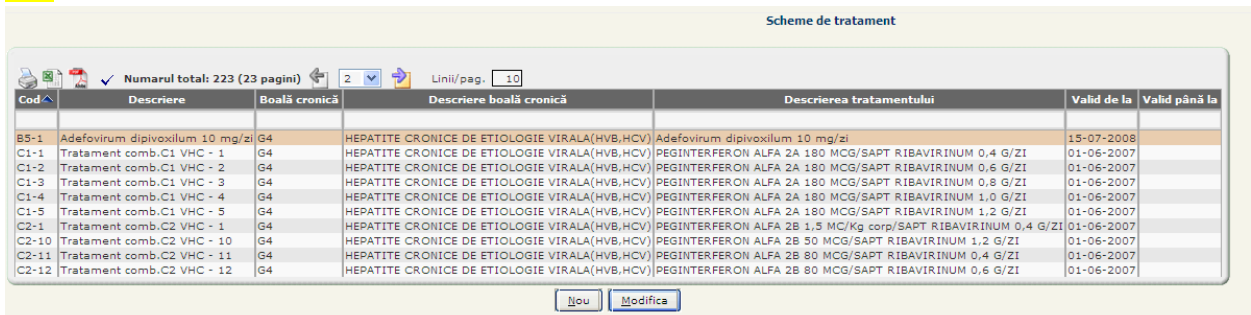 Scheme de tratament
Numarul total: 223 (23 pagini) 2 Linii/pag. 10
Cod Descriere Boală cronică Descriere boală cronică Descrierea tratamentului Valid de la Valid până la
B5-1 Adefovirum dipivoxilum 10 mg/zi G4 HEPATITE CRONICE DE ETIOLOGIE VIRALA(HVB,HCV) Adefovirum dipivoxilum 10 mg/zi 15-07-2008
C1-1 Tratament comb.C1 VHC - 1 G4 HEPATITE CRONICE DE ETIOLOGIE VIRALA(HVB,HCV) PEGINTERFERON ALFA 2A 180 MCG/SAPT RIBAVIRINUM 0,4 G/ZI 01-06-2007
C1-2 Tratament comb.C1 VHC - 2 G4 HEPATITE CRONICE DE ETIOLOGIE VIRALA(HVB,HCV) PEGINTERFERON ALFA 2A 180 MCG/SAPT RIBAVIRINUM 0,6 G/ZI 01-06-2007
C1-3 Tratament comb.C1 VHC - 3 G4 HEPATITE CRONICE DE ETIOLOGIE VIRALA(HVB,HCV) PEGINTERFERON ALFA 2A 180 MCG/SAPT RIBAVIRINUM 0,8 G/ZI 01-06-2007
C1-4 Tratament comb.C1 VHC - 4 G4 HEPATITE CRONICE DE ETIOLOGIE VIRALA(HVB,HCV) PEGINTERFERON ALFA 2A 180 MCG/SAPT RIBAVIRINUM 1,0 G/ZI 01-06-2007
C1-5 Tratament comb.C1 VHC - 5 G4 HEPATITE CRONICE DE ETIOLOGIE VIRALA(HVB,HCV) PEGINTERFERON ALFA 2A 180 MCG/SAPT RIBAVIRINUM 1,2 G/ZI 01-06-2007
C2-1 Tratament comb.C2 VHC - 1 G4 HEPATITE CRONICE DE ETIOLOGIE VIRALA(HVB,HCV) PEGINTERFERON ALFA 2B 1,5 MC/Kg corp/SAPT RIBAVIRINUM 0,4 G/ZI 01-06-2007
C2-10 Tratament comb.C2 VHC - 10 G4 HEPATITE CRONICE DE ETIOLOGIE VIRALA(HVB,HCV) PEGINTERFERON ALFA 2B 50 MCG/SAPT RIBAVIRINUM 1,2 G/ZI 01-06-2007
C2-11 Tratament comb.C2 VHC - 11 G4 HEPATITE CRONICE DE ETIOLOGIE VIRALA(HVB,HCV) PEGINTERFERON ALFA 2B 80 MCG/SAPT RIBAVIRINUM 0,4 G/ZI 01-06-2007
C2-12 Tratament comb.C2 VHC - 12 G4 HEPATITE CRONICE DE ETIOLOGIE VIRALA(HVB,HCV) PEGINTERFERON ALFA 2B 80 MCG/SAPT RIBAVIRINUM 0,6 G/ZI 01-06-2007
Nou Modifica